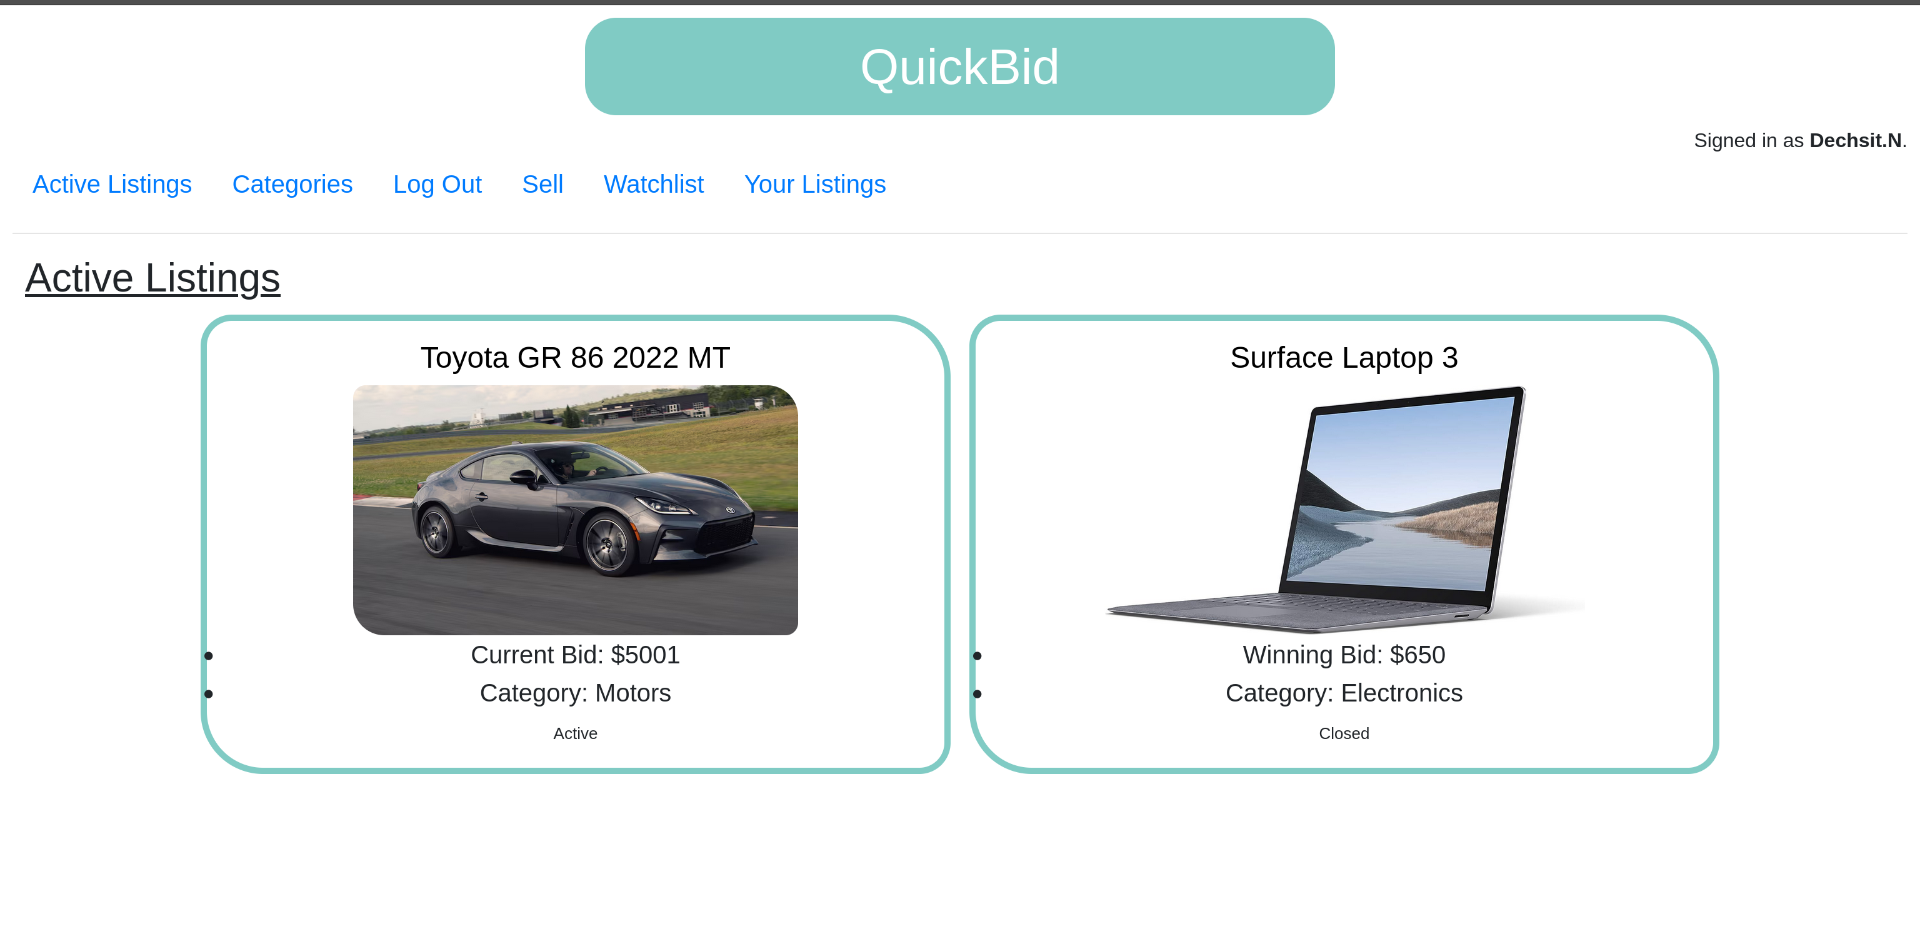 QuickBid
Signed in as Dechsit.N.
Active Listings Categories Log Out Sell Watchlist Your Listings
Active Listings
Toyota GR 86 2022 MT
Current Bid: $5001
Category: Motors
Active
Surface Laptop 3
Winning Bid: $650
Category: Electronics
Closed